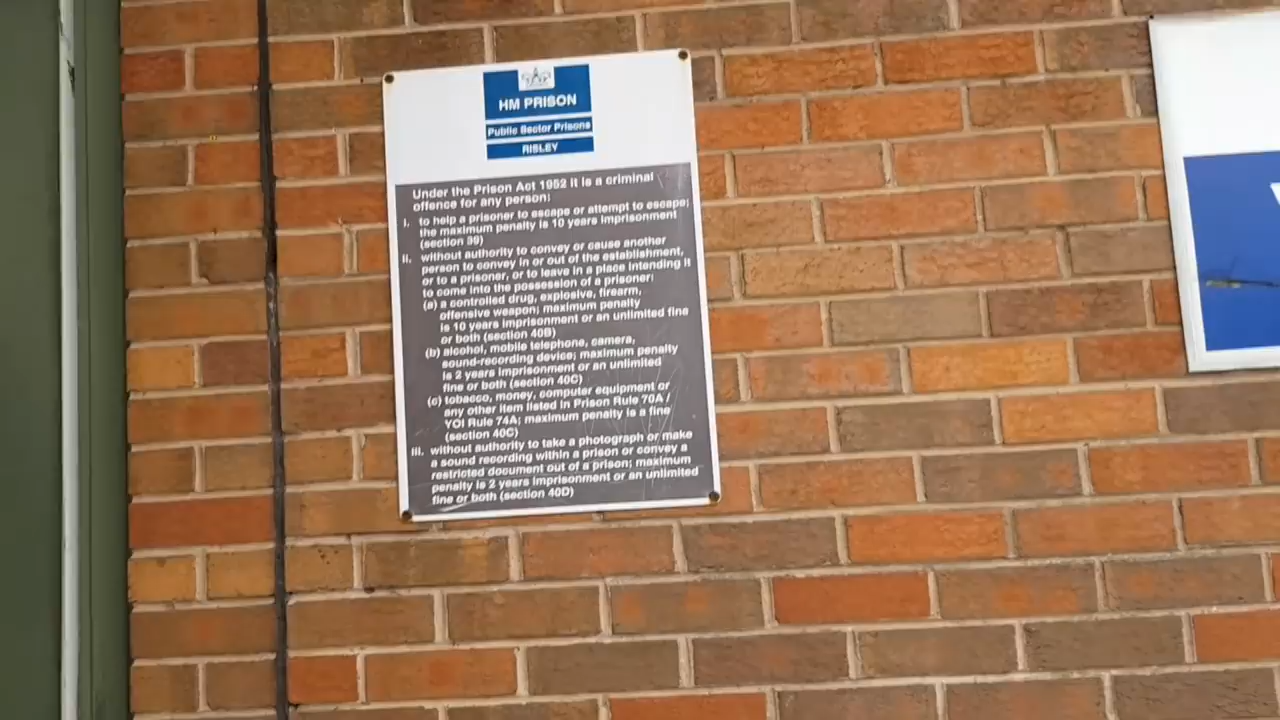 HM PRISON
Public Sector Prisons
RISLEY
Under the Prison Act 1952 it is a criminal
offence for any person:
i. to help a prisoner to escape or attempt to escape;
the maximum penalty is 10 years imprisonment
(section 39)
ii. without authority to convey or cause another
person to convey in or out of the establishment,
or to a prisoner, or to leave in a place intending it
to come into the possession of a prisoner:
(a) a controlled drug, explosive, firearm,
offensive weapon; maximum penalty
is 10 years imprisonment or an unlimited fine
or both (section 40B)
(b) alcohol, mobile telephone, camera,
sound-recording device; maximum penalty
is 2 years imprisonment or an unlimited
fine or both (section 40C)
(c) tobacco, money, computer equipment or
any other item listed in Prison Rule 70A /
YOI Rule 74A; maximum penalty is a fine
(section 40C)
iii. without authority to take a photograph or make
a sound recording within a prison or convey a
restricted document out of a prison; maximum
penalty is 2 years imprisonment or an unlimited
fine or both (section 40D)